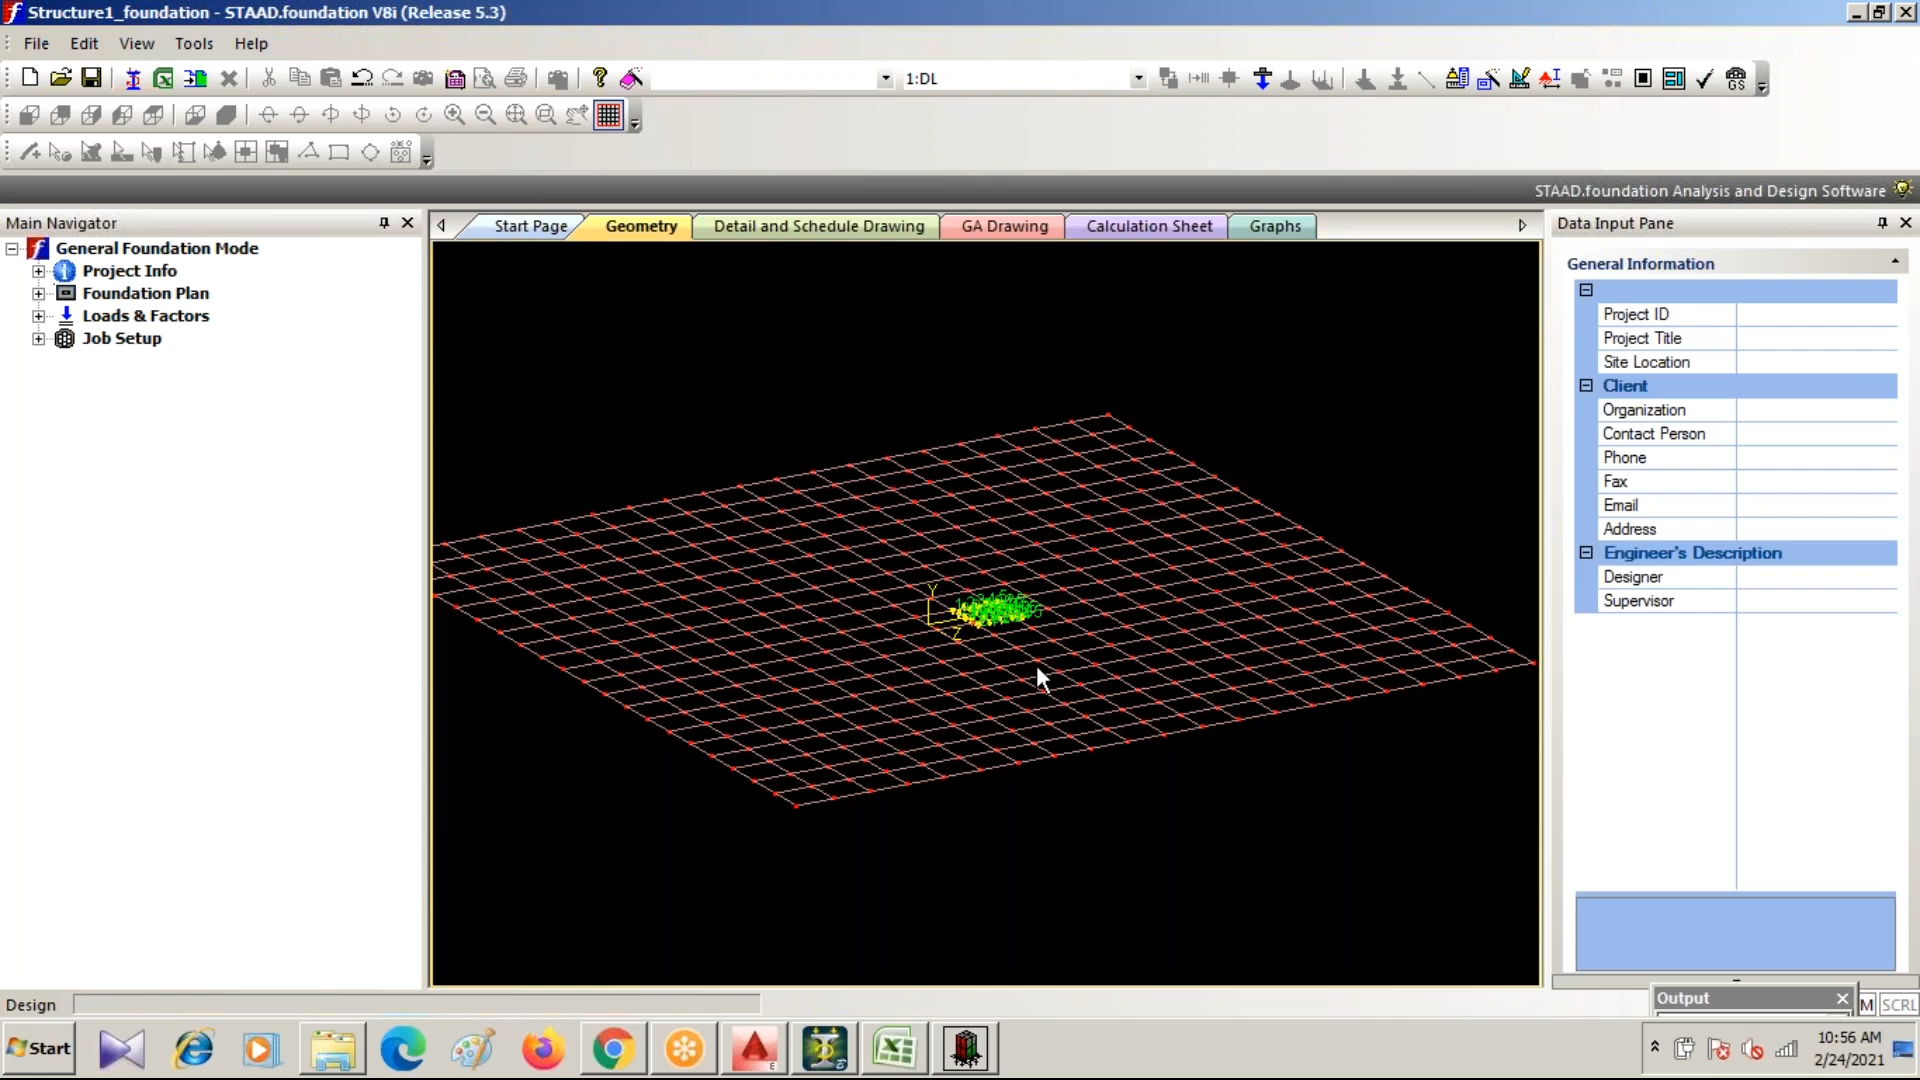 Structure1_foundation - STAAD.foundation V8i (Release 5.3)
File Edit View Tools Help
1:DL
GS
STAAD.foundation Analysis and Design Software
Main Navigator
General Foundation Mode
Project Info
Foundation Plan
Loads & Factors
Job Setup
Start Page Geometry Detail and Schedule Drawing GA Drawing Calculation Sheet Graphs
Y
Z
Data Input Pane
General Information
Project ID
Project Title
Site Location
Client
Organization
Contact Person
Phone
Fax
Email
Address
Engineer's Description
Designer
Supervisor
Design
Output
M SCRL
Start
10:56 AM
2/24/2021